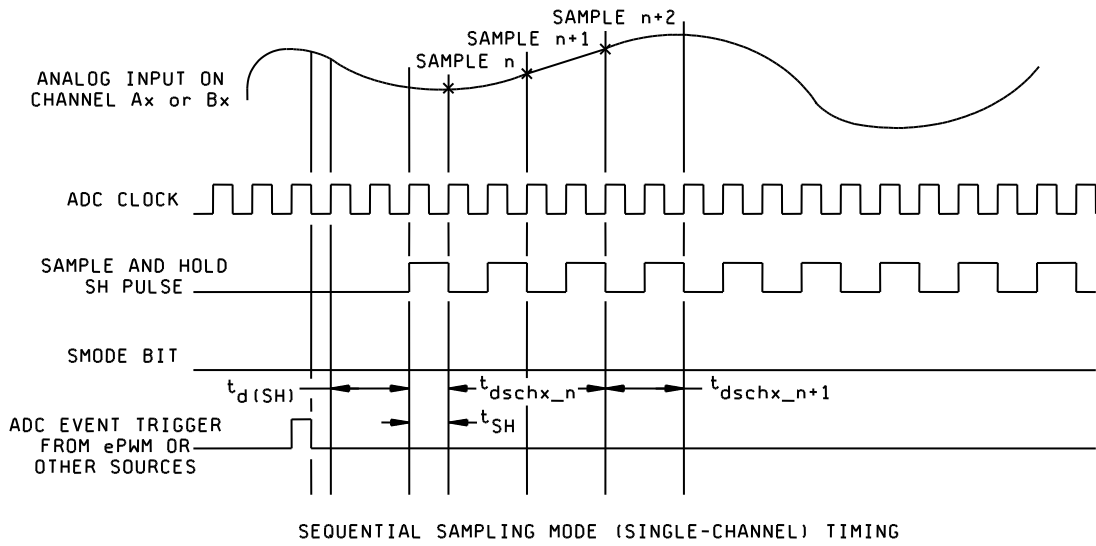 SAMPLE n+2
SAMPLE n+1
SAMPLE n
ANALOG INPUT ON
CHANNEL Ax or Bx
ADC CLOCK
SAMPLE AND HOLD
SH PULSE
SMODE BIT
td(SH)
tdschx_n
tdschx_n+1
tSH
ADC EVENT TRIGGER
FROM ePWM OR
OTHER SOURCES
SEQUENTIAL SAMPLING MODE (SINGLE-CHANNEL) TIMING